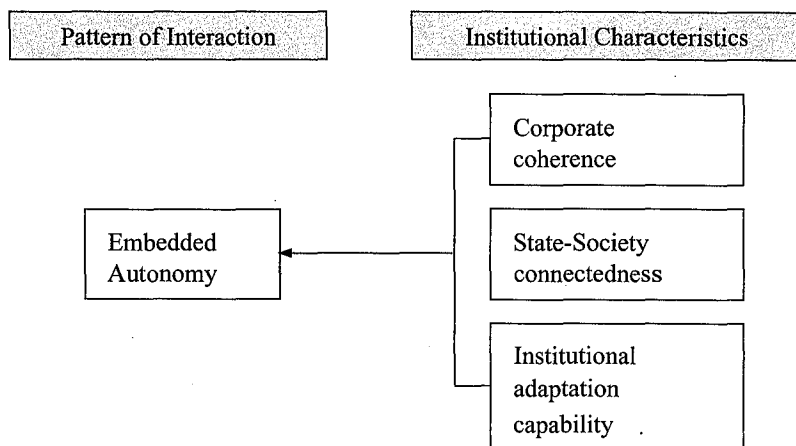 Pattern of Interaction
Institutional Characteristics
Corporate
coherence
Embedded
Autonomy
State-Society
connectedness
Institutional
adaptation
capability